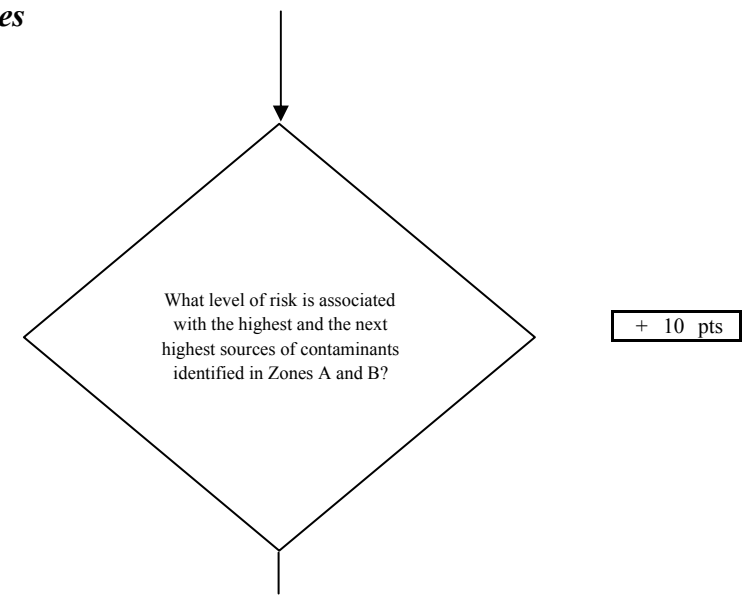 es
What level of risk is associated
with the highest and the next
highest sources of contaminants
identified in Zones A and B?
+ 10 pts